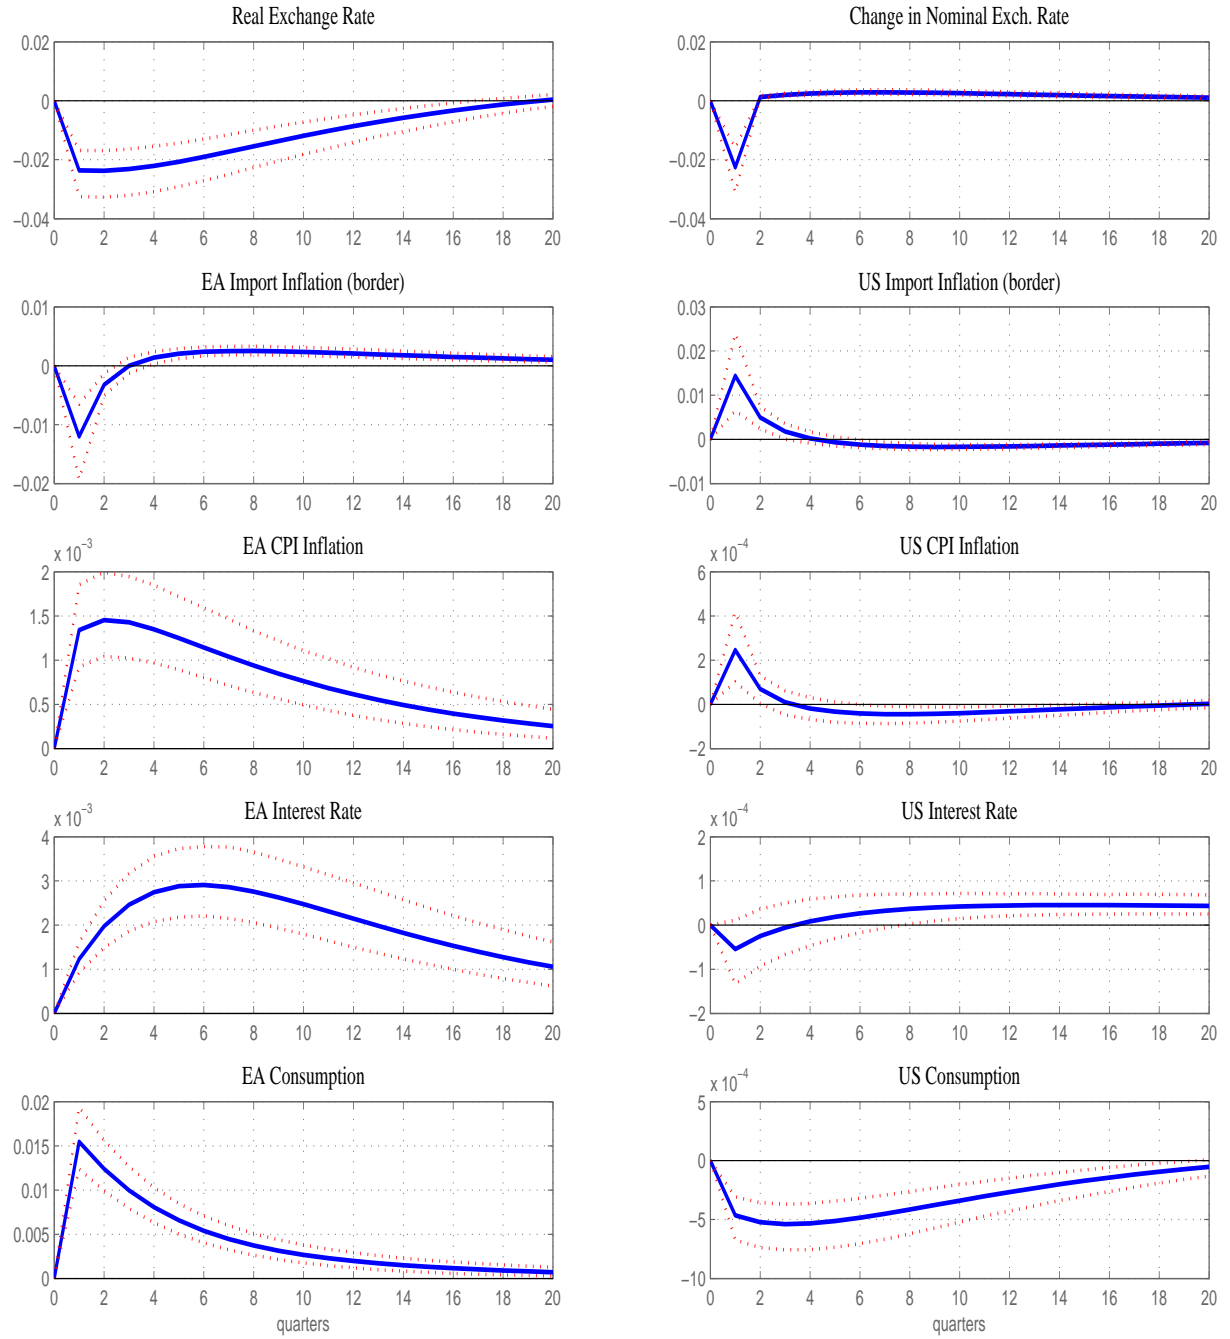 Real Exchange Rate
0.02
0
−0.02
−0.04
0 2 4 6 8 10 12 14 16 18 20
Change in Nominal Exch. Rate
0.02
0
−0.02
−0.04
0 2 4 6 8 10 12 14 16 18 20
EA Import Inflation (border)
0.01
0
−0.01
−0.02
0 2 4 6 8 10 12 14 16 18 20
US Import Inflation (border)
0.03
0.02
0.01
0
−0.01
0 2 4 6 8 10 12 14 16 18 20
EA CPI Inflation
x 10⁻³
2
1.5
1
0.5
0
0 2 4 6 8 10 12 14 16 18 20
US CPI Inflation
x 10⁻⁴
6
4
2
0
−2
0 2 4 6 8 10 12 14 16 18 20
EA Interest Rate
x 10⁻³
4
3
2
1
0
0 2 4 6 8 10 12 14 16 18 20
US Interest Rate
x 10⁻⁴
2
1
0
−1
−2
0 2 4 6 8 10 12 14 16 18 20
EA Consumption
0.02
0.015
0.01
0.005
0
0 2 4 6 8 10 12 14 16 18 20
quarters
US Consumption
x 10⁻⁴
5
0
−5
−10
0 2 4 6 8 10 12 14 16 18 20
quarters